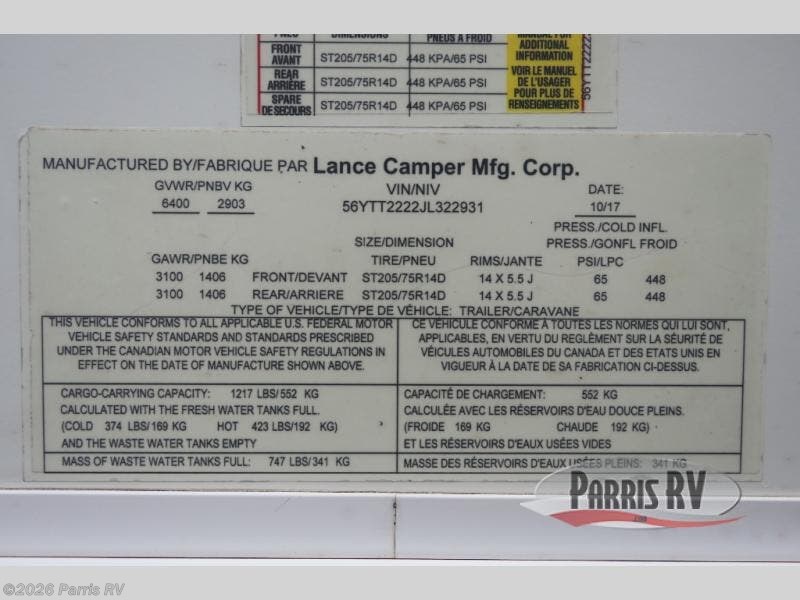 PNEU DIMENSIONS PNEUS À FROID
FRONT
AVANT ST205/75R14D 448 KPA/65 PSI
REAR
ARRIÈRE ST205/75R14D 448 KPA/65 PSI
SPARE
DE SECOURS ST205/75R14D 448 KPA/65 PSI
MANUAL FOR
ADDITIONAL
INFORMATION
VOIR LE MANUEL
DE L'USAGER
POUR PLUS DE
RENSEIGNEMENTS
56YTT2222
MANUFACTURED BY/FABRIQUE PAR Lance Camper Mfg. Corp.
GVWR/PNBV KG VIN/NIV DATE:
6400 2903 56YTT2222JL322931 10/17
PRESS./COLD INFL.
SIZE/DIMENSION PRESS./GONFL FROID
GAWR/PNBE KG TIRE/PNEU RIMS/JANTE PSI/LPC
3100 1406 FRONT/DEVANT ST205/75R14D 14 X 5.5 J 65 448
3100 1406 REAR/ARRIERE ST205/75R14D 14 X 5.5 J 65 448
TYPE OF VEHICLE/TYPE DE VÉHICLE: TRAILER/CARAVANE
THIS VEHICLE CONFORMS TO ALL APPLICABLE U.S. FEDERAL MOTOR
VEHICLE SAFETY STANDARDS AND STANDARDS PRESCRIBED
UNDER THE CANADIAN MOTOR VEHICLE SAFETY REGULATIONS IN
EFFECT ON THE DATE OF MANUFACTURE SHOWN ABOVE.
CE VEHICULE CONFORME À TOUTES LES NORMES QUI LUI SONT,
APPLICABLES, EN VERTU DU REGLEMENT SUR LA SÉURITÉ DE
VÉICULES AUTOMOBILES DU CANADA ET DES ETATS UNIS EN
VIGUEUR À LA DATE DE SA FABRICATION CI-DESSUS.
CARGO-CARRYING CAPACITY: 1217 LBS/552 KG
CALCULATED WITH THE FRESH WATER TANKS FULL.
(COLD 374 LBS/169 KG HOT 423 LBS/192 KG)
AND THE WASTE WATER TANKS EMPTY
CAPACITÉ DE CHARGEMENT: 552 KG
CALCULÉE AVEC LES RÉSERVOIRS D'EAU DOUCE PLEINS.
(FROIDE 169 KG CHAUDE 192 KG)
ET LES RÉSERVOIRS D'EAUX USÉES VIDES
MASS OF WASTE WATER TANKS FULL: 747 LBS/341 KG
MASSE DES RÉSERVOIRS D'EAUX USÉES PLEINS: 341 KG
PARRIS RV
©2026 Parris RV